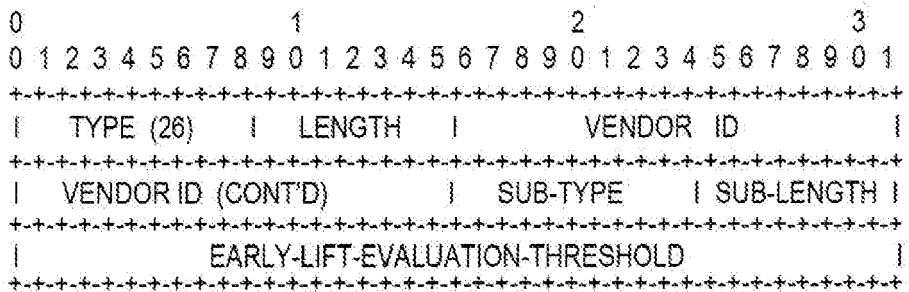 0 1 2 3
0 1 2 3 4 5 6 7 8 9 0 1 2 3 4 5 6 7 8 9 0 1 2 3 4 5 6 7 8 9 0 1
+-+-+-+-+-+-+-+-+-+-+-+-+-+-+-+-+-+-+-+-+-+-+-+-+-+-+-+-+-+-+-+-+
| TYPE (26) | LENGTH | VENDOR ID |
+-+-+-+-+-+-+-+-+-+-+-+-+-+-+-+-+-+-+-+-+-+-+-+-+-+-+-+-+-+-+-+-+
| VENDOR ID (CONT'D) | SUB-TYPE | SUB-LENGTH |
+-+-+-+-+-+-+-+-+-+-+-+-+-+-+-+-+-+-+-+-+-+-+-+-+-+-+-+-+-+-+-+-+
| EARLY-LIFT-EVALUATION-THRESHOLD |
+-+-+-+-+-+-+-+-+-+-+-+-+-+-+-+-+-+-+-+-+-+-+-+-+-+-+-+-+-+-+-+-+